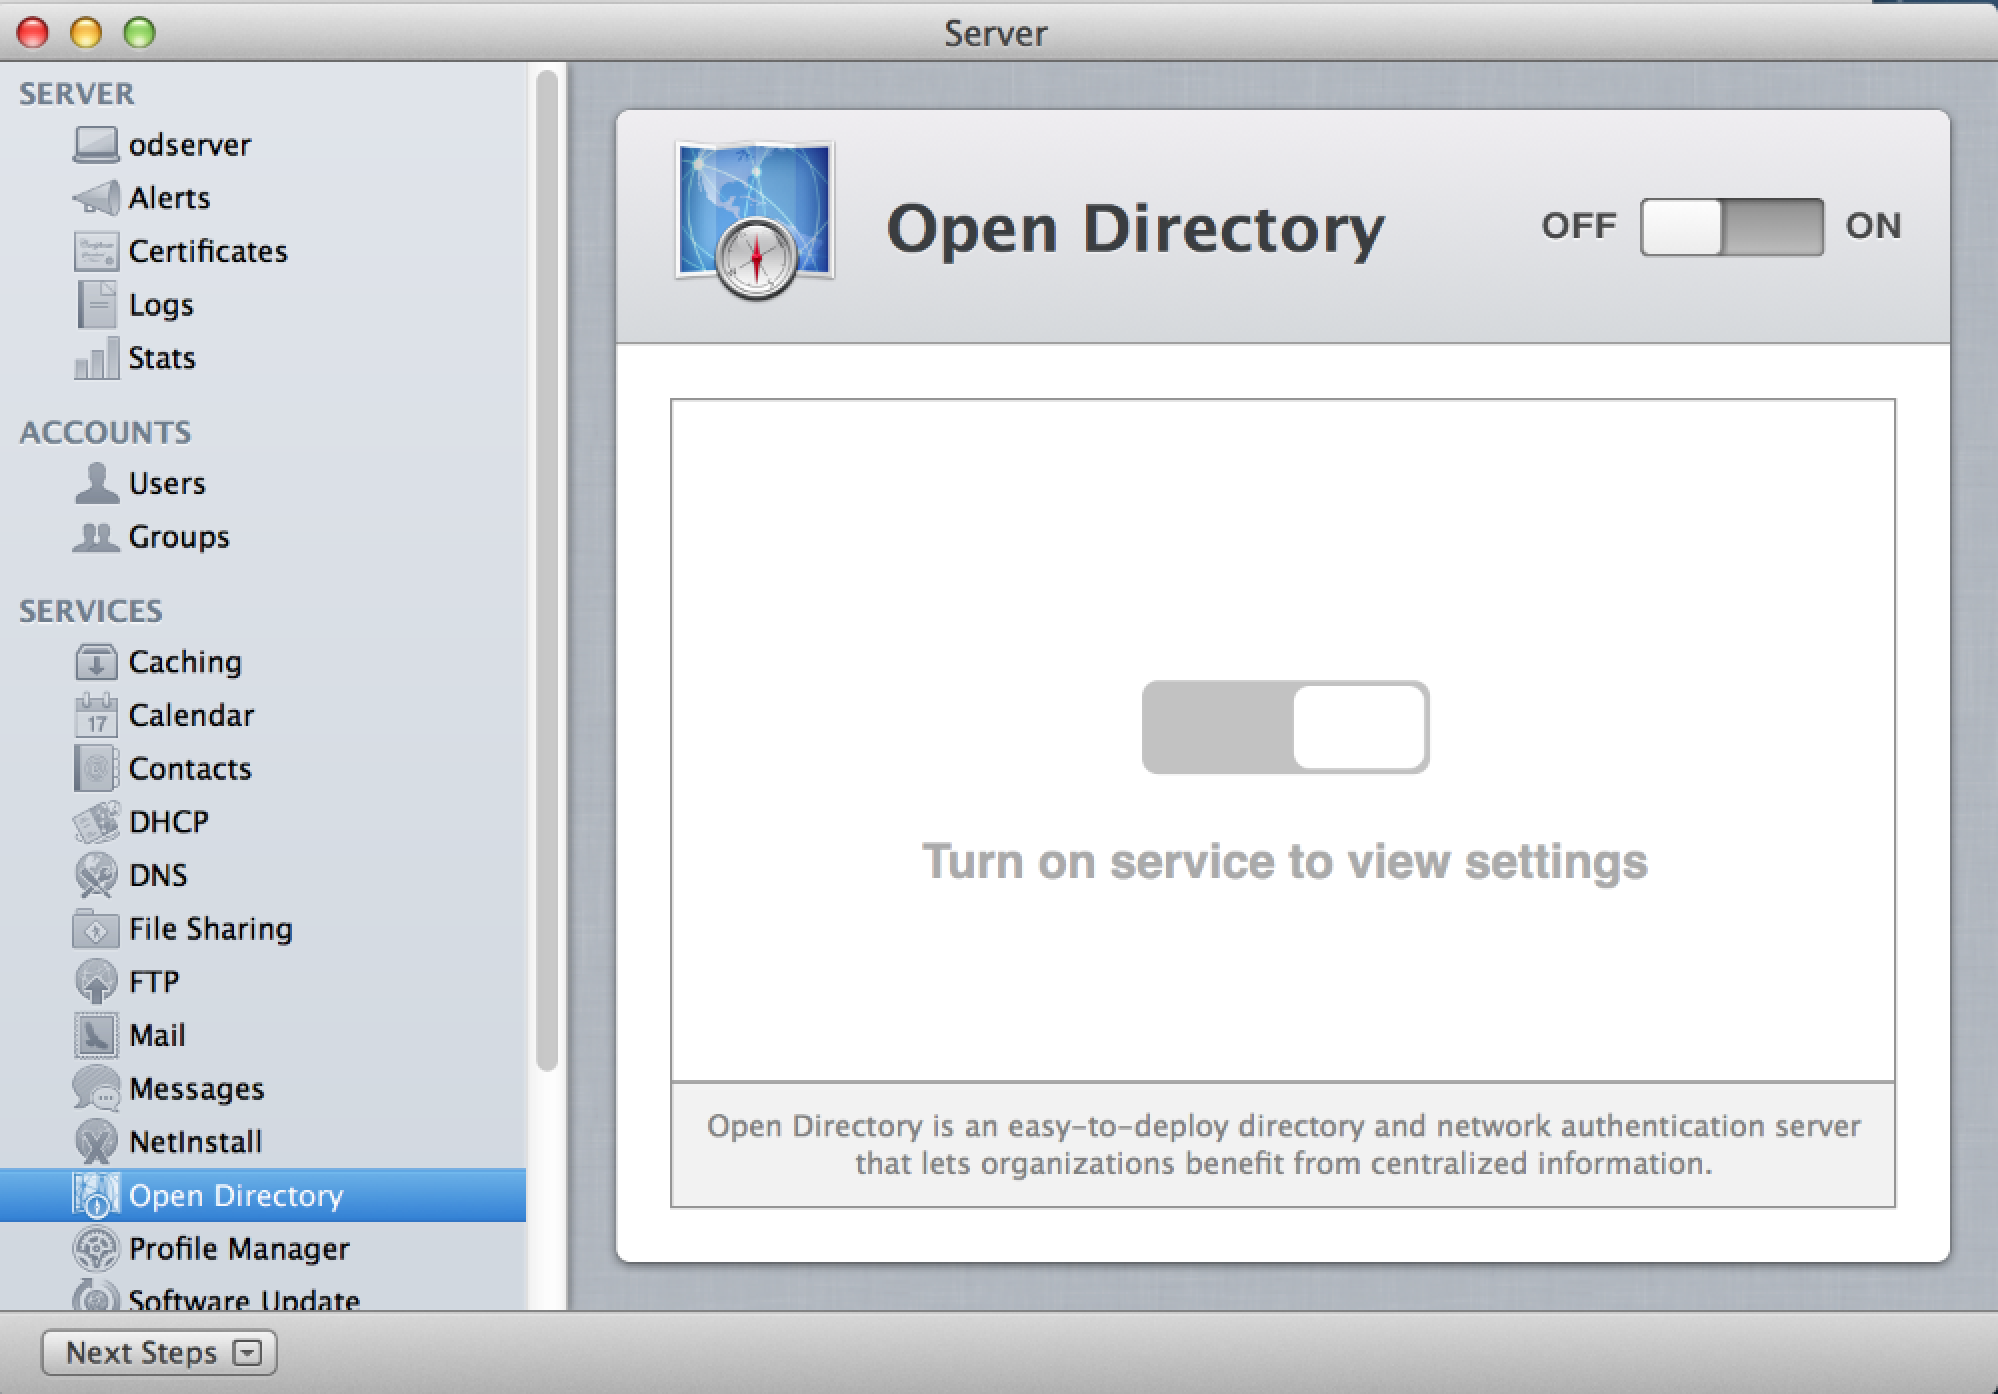 Server
SERVER
odserver
Alerts
Certificates
Logs
Stats
ACCOUNTS
Users
Groups
SERVICES
Caching
17
Calendar
Contacts
DHCP
DNS
File Sharing
FTP
Mail
Messages
NetInstall
Open Directory
Profile Manager
Software Update
Next Steps
Open Directory
OFF ON
Turn on service to view settings
Open Directory is an easy-to-deploy directory and network authentication server
that lets organizations benefit from centralized information.